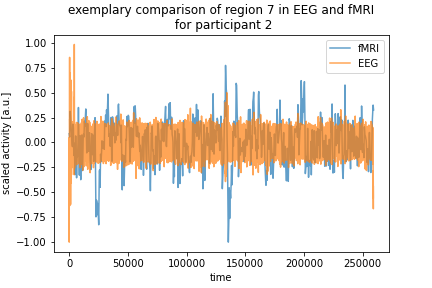 exemplary comparison of region 7 in EEG and fMRI
for participant 2
fMRI
EEG
scaled activity [a.u.]
1.00
0.75
0.50
0.25
0.00
−0.25
−0.50
−0.75
−1.00
0 50000 100000 150000 200000 250000
time